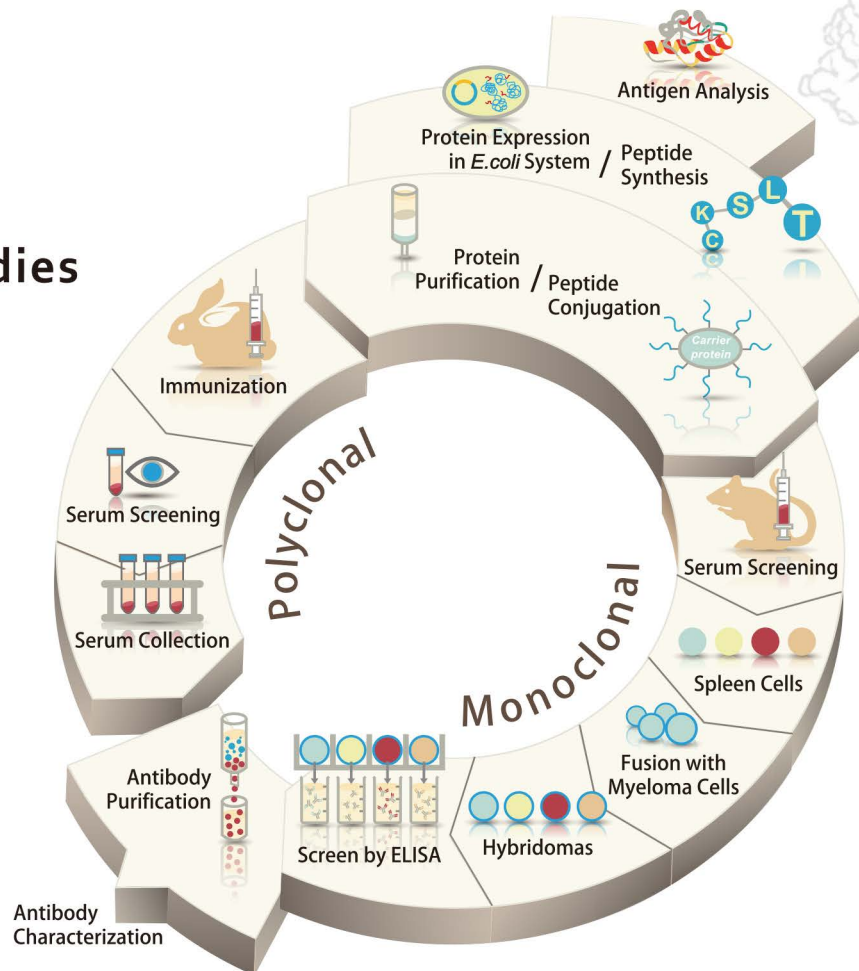 Antigen Analysis
Protein Expression
in E.coli System / Peptide
Synthesis
K
C
S
L
T
Protein
Purification / Peptide
Conjugation
Carrier
protein
dies
Immunization
Serum Screening
Serum Collection
Polyclonal
Monoclonal
Serum Screening
Spleen Cells
Fusion with
Myeloma Cells
Hybridomas
Screen by ELISA
Antibody
Purification
Antibody
Characterization